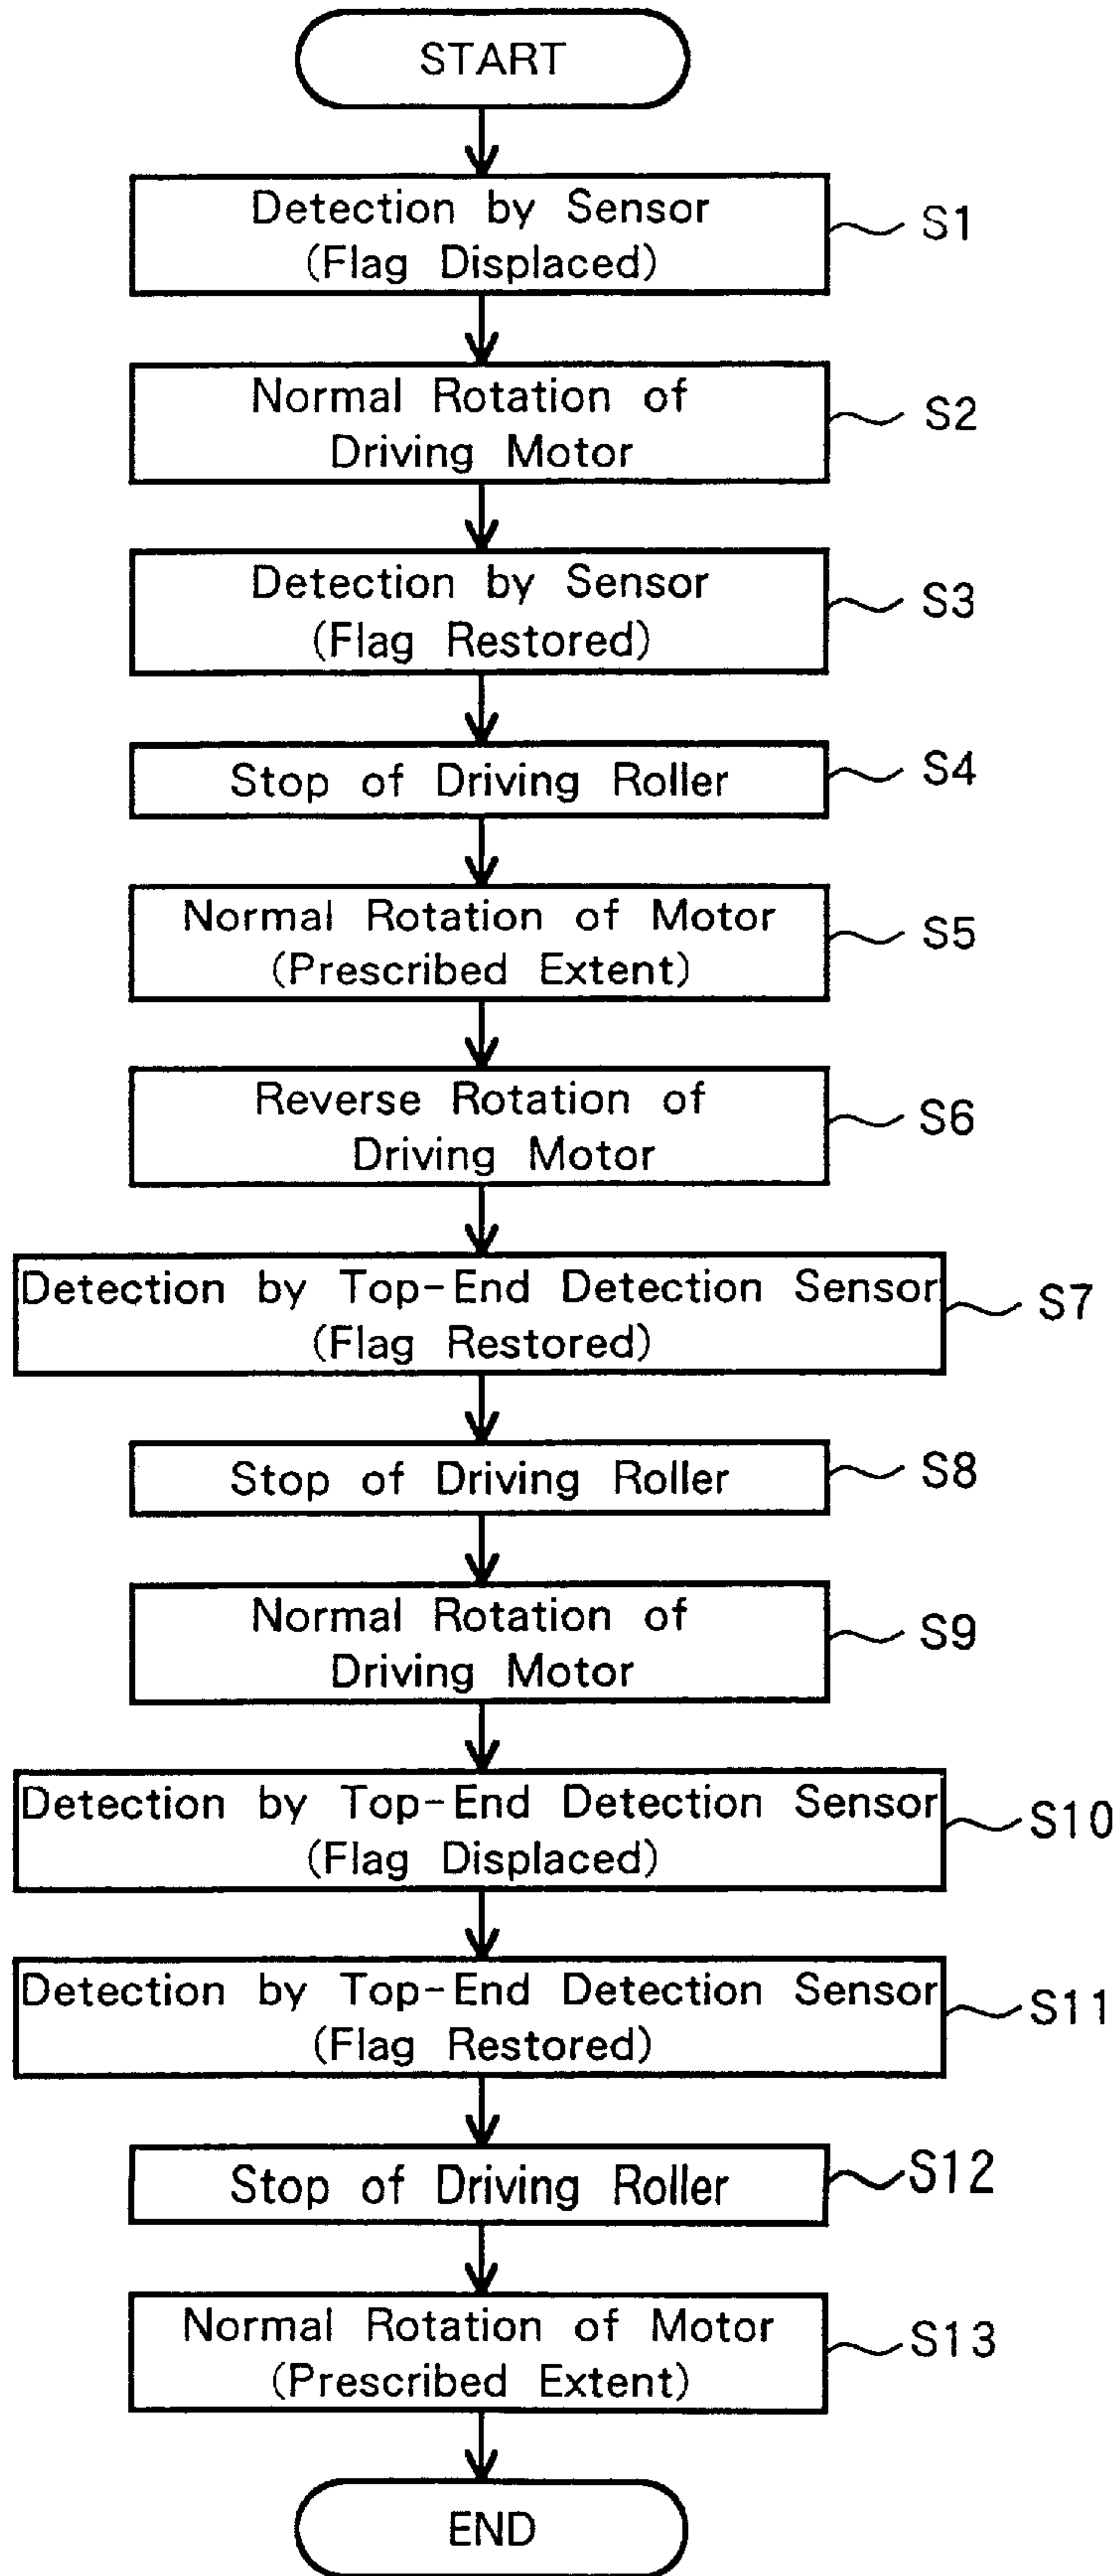 START
Detection by Sensor
(Flag Displaced)
S1
Normal Rotation of
Driving Motor
S2
Detection by Sensor
(Flag Restored)
S3
Stop of Driving Roller
S4
Normal Rotation of Motor
(Prescribed Extent)
S5
Reverse Rotation of
Driving Motor
S6
Detection by Top-End Detection Sensor
(Flag Restored)
S7
Stop of Driving Roller
S8
Normal Rotation of
Driving Motor
S9
Detection by Top-End Detection Sensor
(Flag Displaced)
S10
Detection by Top-End Detection Sensor
(Flag Restored)
S11
Stop of Driving Roller
S12
Normal Rotation of Motor
(Prescribed Extent)
S13
END